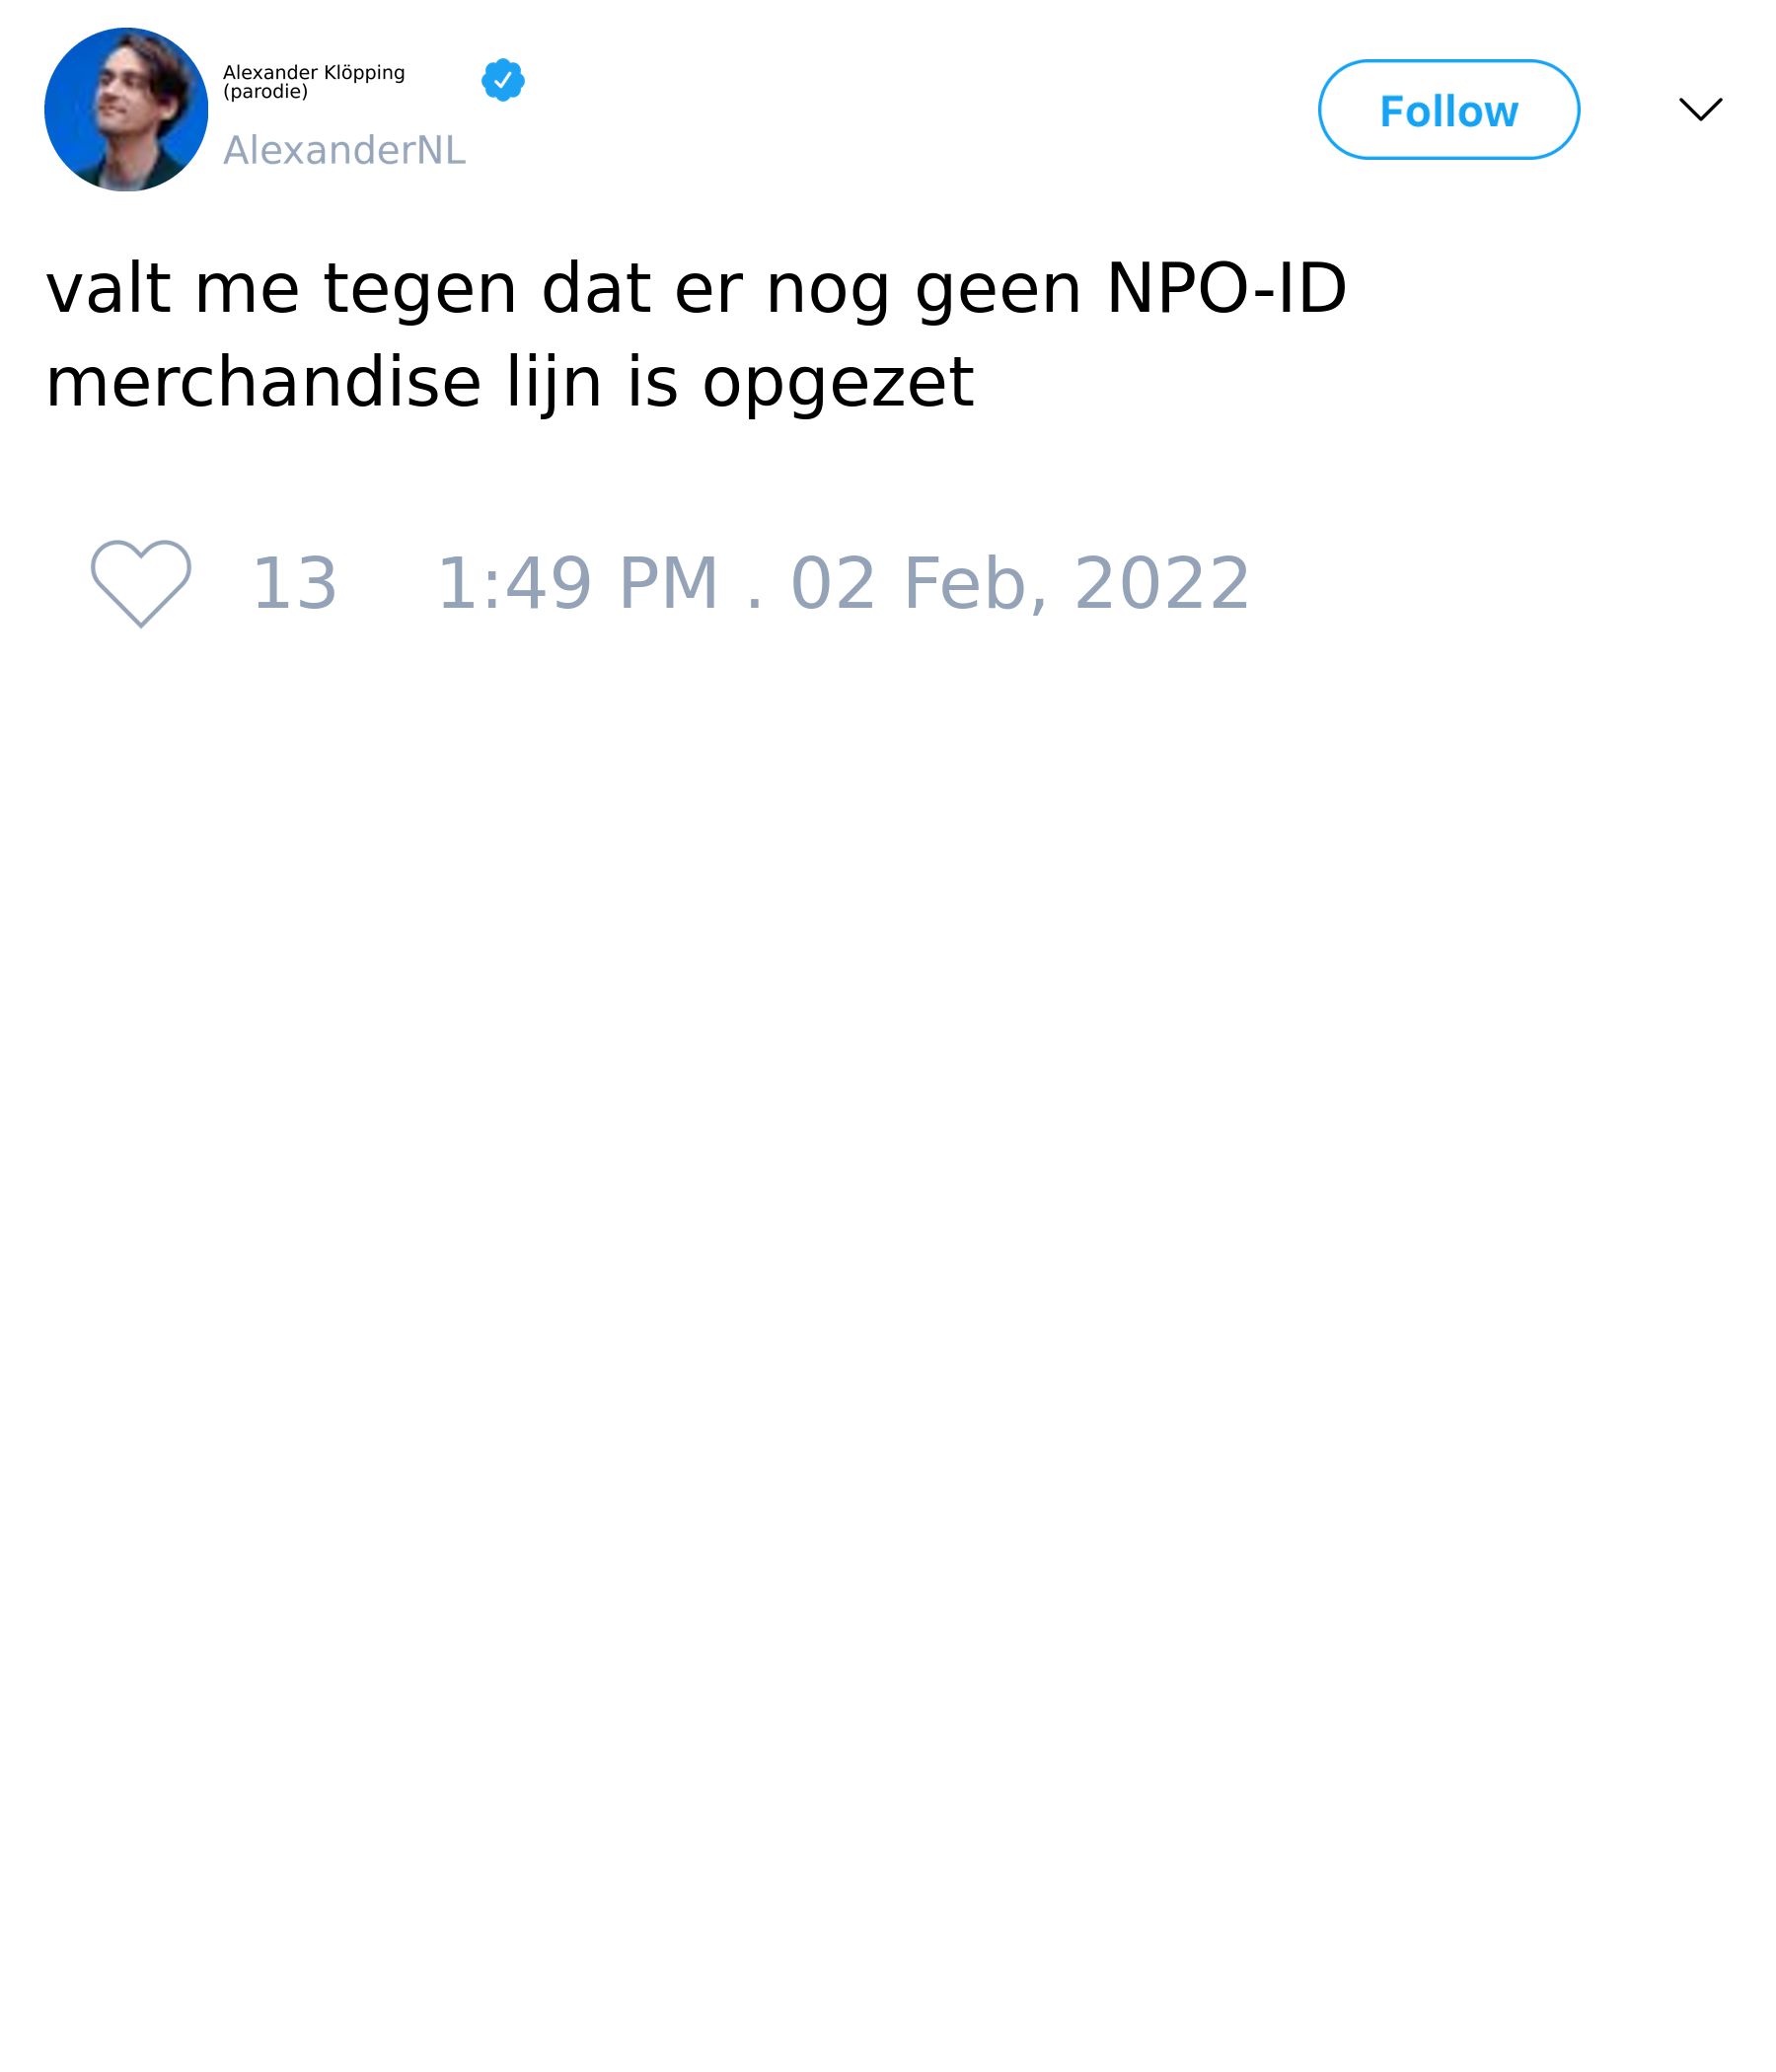 Alexander Klöpping
(parodie)
AlexanderNL
Follow
valt me tegen dat er nog geen NPO-ID
merchandise lijn is opgezet
13 1:49 PM . 02 Feb, 2022